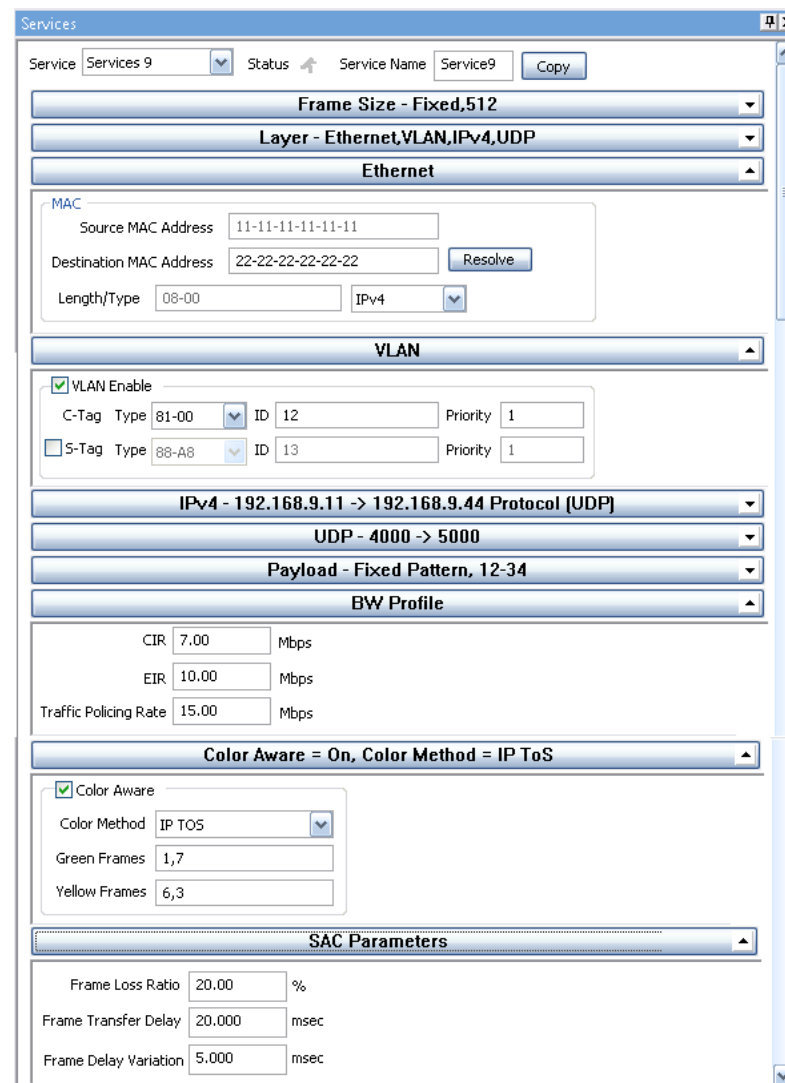 Services
Service Services 9 Status Service Name Service9 Copy
Frame Size - Fixed,512
Layer - Ethernet,VLAN,IPv4,UDP
Ethernet
MAC
Source MAC Address 11-11-11-11-11-11
Destination MAC Address 22-22-22-22-22-22 Resolve
Length/Type 08-00 IPv4
VLAN
VLAN Enable
C-Tag Type 81-00 ID 12 Priority 1
S-Tag Type 88-A8 ID 13 Priority 1
IPv4 - 192.168.9.11 -> 192.168.9.44 Protocol (UDP)
UDP - 4000 -> 5000
Payload - Fixed Pattern, 12-34
BW Profile
CIR 7.00 Mbps
EIR 10.00 Mbps
Traffic Policing Rate 15.00 Mbps
Color Aware = On, Color Method = IP ToS
Color Aware
Color Method IP TOS
Green Frames 1,7
Yellow Frames 6,3
SAC Parameters
Frame Loss Ratio 20.00 %
Frame Transfer Delay 20.000 msec
Frame Delay Variation 5.000 msec